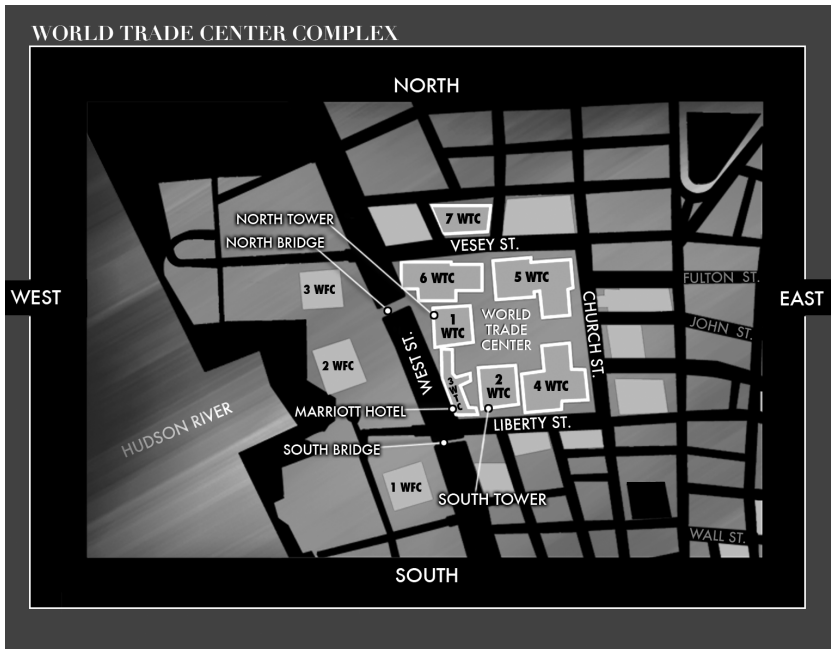 WORLD TRADE CENTER COMPLEX
NORTH
NORTH TOWER
7 WTC
NORTH BRIDGE
VESEY ST.
6 WTC
5 WTC
FULTON ST.
WEST
3 WFC
EAST
CHURCH ST.
1
WTC
WORLD
TRADE
CENTER
JOHN ST.
WEST ST.
2 WFC
3
W
T
C
2
WTC
4 WTC
MARRIOTT HOTEL
HUDSON RIVER
LIBERTY ST.
SOUTH BRIDGE
1 WFC
SOUTH TOWER
WALL ST.
SOUTH